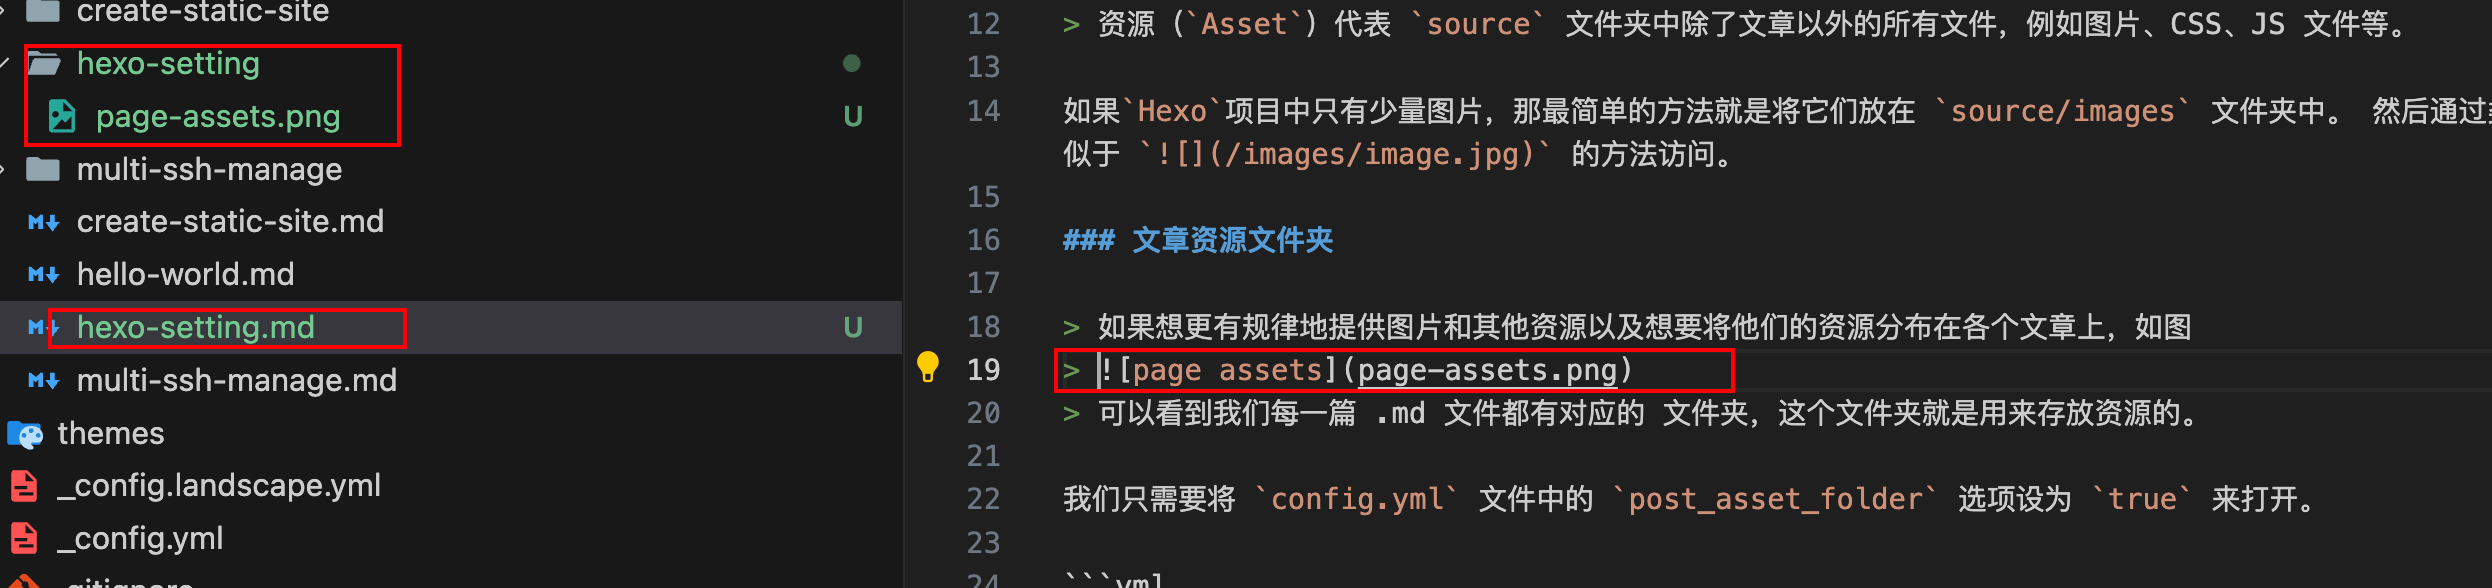 create-static-site
hexo-setting
page-assets.png
U
multi-ssh-manage
create-static-site.md
hello-world.md
hexo-setting.md
U
multi-ssh-manage.md
themes
_config.landscape.yml
_config.yml
.gitignore
12 > 资源（`Asset`）代表 `source` 文件夹中除了文章以外的所有文件，例如图片、CSS、JS 文件等。
13
14 如果`Hexo`项目中只有少量图片，那最简单的方法就是将它们放在 `source/images` 文件夹中。 然后通过类
似于 `![](/images/image.jpg)` 的方法访问。
15
16 ### 文章资源文件夹
17
18 > 如果想更有规律地提供图片和其他资源以及想要将他们的资源分布在各个文章上，如图
19 > ![page assets](page-assets.png)
20 > 可以看到我们每一篇 .md 文件都有对应的 文件夹，这个文件夹就是用来存放资源的。
21
22 我们只需要将 `config.yml` 文件中的 `post_asset_folder` 选项设为 `true` 来打开。
23
24 ```yml